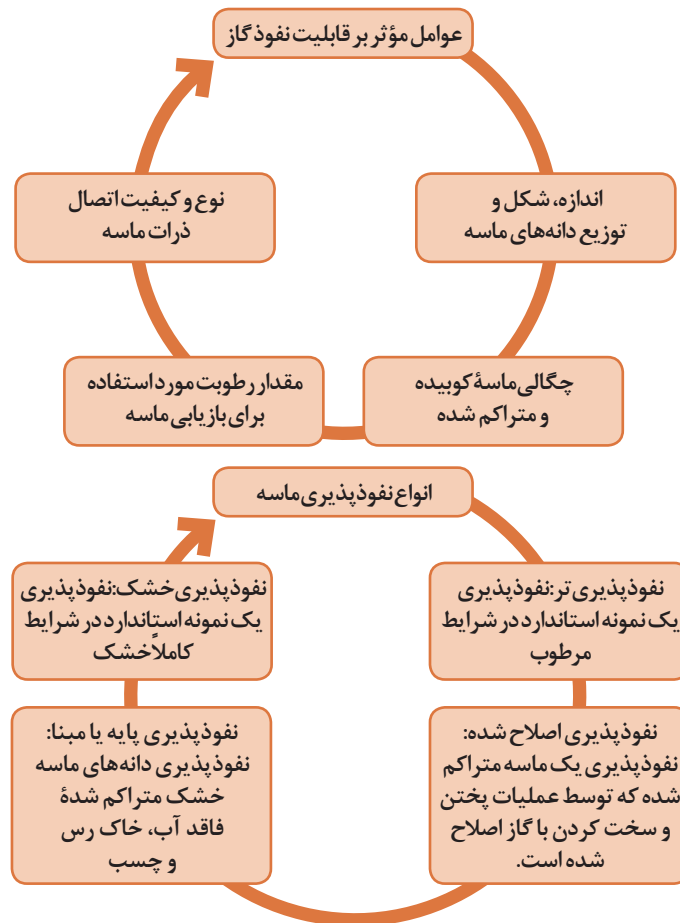 عوامل مؤثر بر قابلیت نفوذ گاز
اندازه، شکل و
توزیع دانه‌های ماسه
چگالی ماسهٔ کوبیده
و متراکم شده
مقدار رطوبت مورد استفاده
برای بازیابی ماسه
نوع و کیفیت اتصال
ذرات ماسه
انواع نفوذپذیری ماسه
نفوذپذیری تر: نفوذپذیری
یک نمونه استاندارد در شرایط
مرطوب
نفوذپذیری اصلاح شده:
نفوذپذیری یک ماسه متراکم
شده که توسط عملیات پختن
و سخت کردن با گاز اصلاح
شده است.
نفوذپذیری پایه یا مبنا:
نفوذپذیری دانه‌های ماسه
خشک متراکم شدهٔ
فاقد آب، خاک رس
و چسب
نفوذپذیری خشک: نفوذپذیری
یک نمونه استاندارد در شرایط
کاملاً خشک